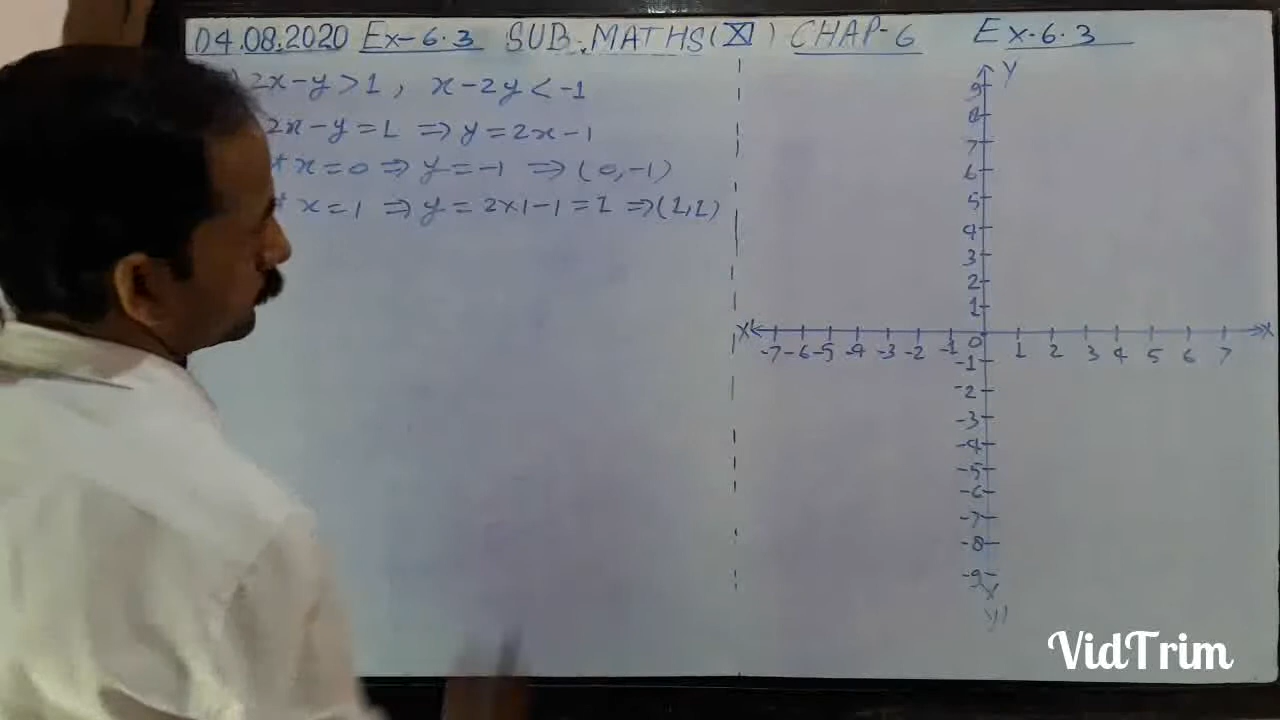 04.08.2020 Ex-6.3 SUB. MATHS (XI) CHAP-6 Ex.6.3
) 2x-y>1, x-2y<-1
2x-y=1 ⇒ y=2x-1
* x=0 ⇒ y=-1 ⇒ (0,-1)
* x=1 ⇒ y=2x1-1=1 ⇒ (1,1)
Y
9
8
7
6
5
4
3
2
1
X' -7 -6 -5 -4 -3 -2 -1 0 1 2 3 4 5 6 7 X
-1
-2
-3
-4
-5
-6
-7
-8
-9
Y'
VidTrim